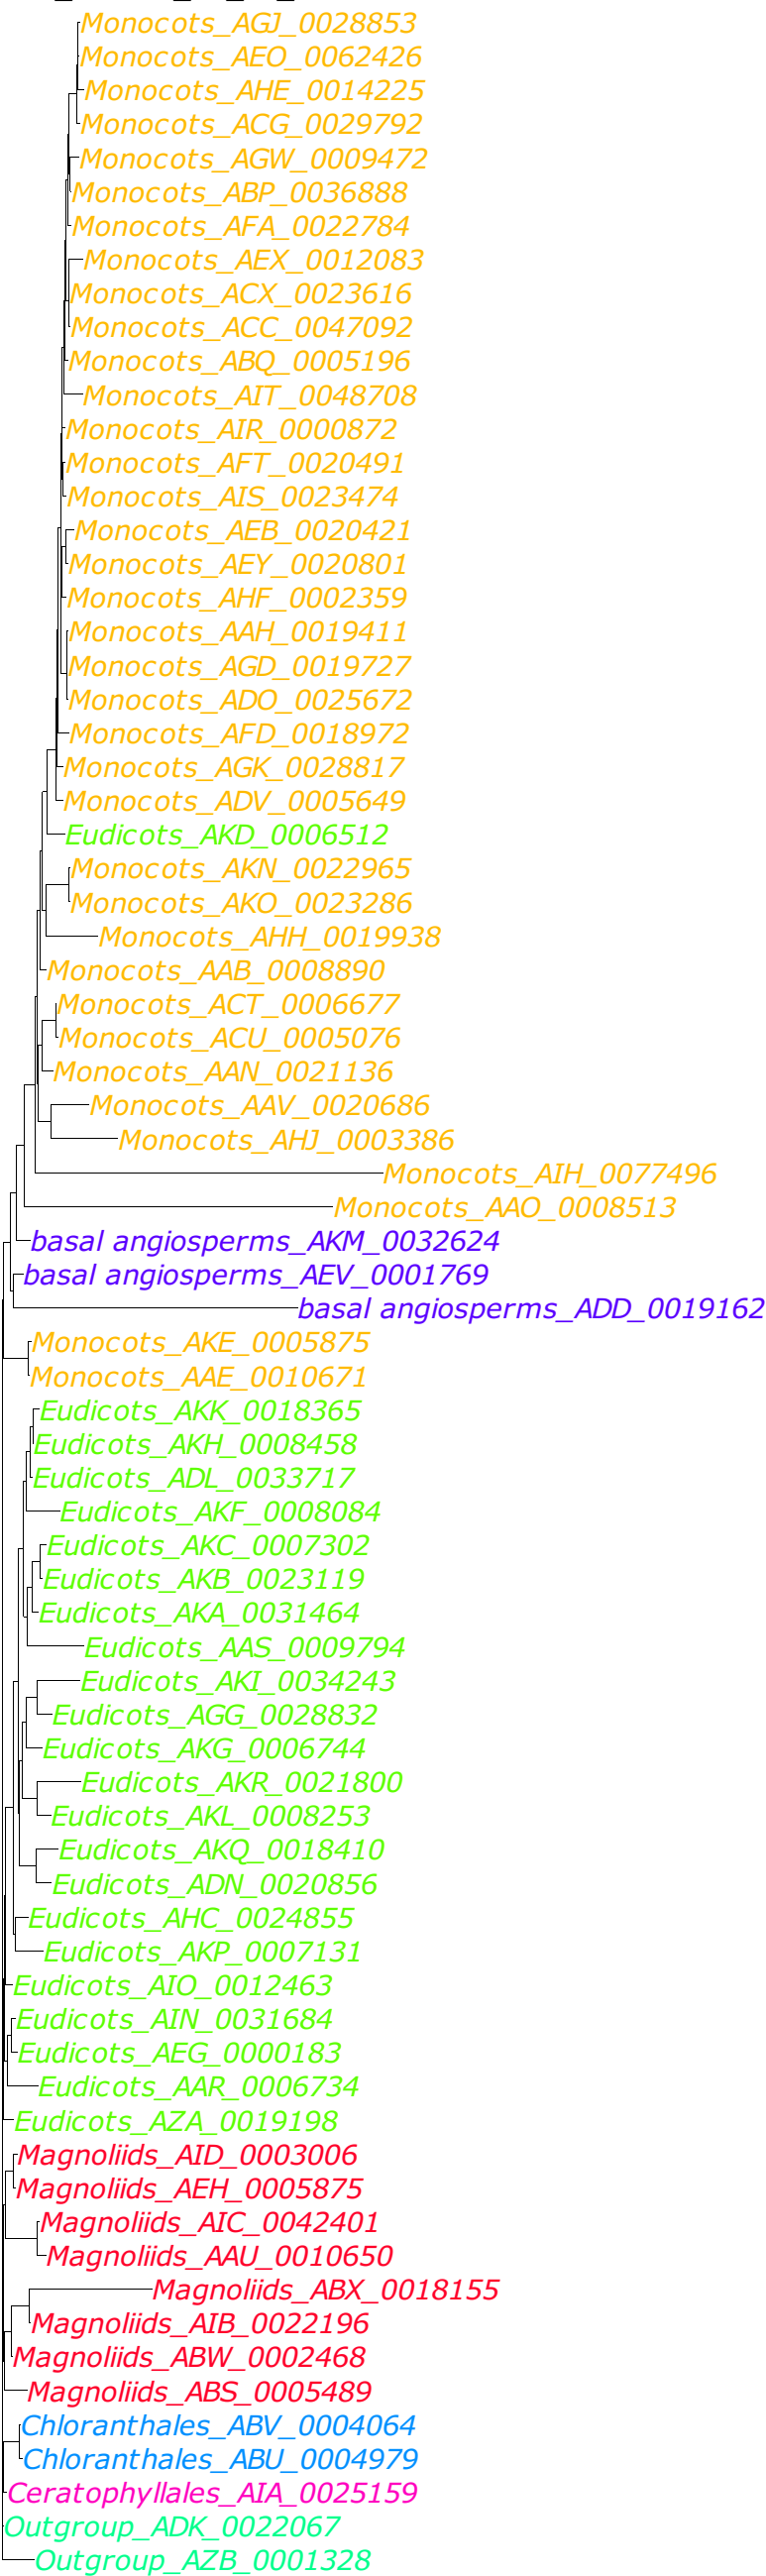 Monocots_AGJ_0028853
Monocots_AEO_0062426
Monocots_AHE_0014225
Monocots_ACG_0029792
Monocots_AGW_0009472
Monocots_ABP_0036888
Monocots_AFA_0022784
Monocots_AEX_0012083
Monocots_ACX_0023616
Monocots_ACC_0047092
Monocots_ABQ_0005196
Monocots_AIT_0048708
Monocots_AIR_0000872
Monocots_AFT_0020491
Monocots_AIS_0023474
Monocots_AEB_0020421
Monocots_AEY_0020801
Monocots_AHF_0002359
Monocots_AAH_0019411
Monocots_AGD_0019727
Monocots_ADO_0025672
Monocots_AFD_0018972
Monocots_AGK_0028817
Monocots_ADV_0005649
Eudicots_AKD_0006512
Monocots_AKN_0022965
Monocots_AKO_0023286
Monocots_AHH_0019938
Monocots_AAB_0008890
Monocots_ACT_0006677
Monocots_ACU_0005076
Monocots_AAN_0021136
Monocots_AAV_0020686
Monocots_AHJ_0003386
Monocots_AIH_0077496
Monocots_AAO_0008513
basal angiosperms_AKM_0032624
basal angiosperms_AEV_0001769
basal angiosperms_ADD_0019162
Monocots_AKE_0005875
Monocots_AAE_0010671
Eudicots_AKK_0018365
Eudicots_AKH_0008458
Eudicots_ADL_0033717
Eudicots_AKF_0008084
Eudicots_AKC_0007302
Eudicots_AKB_0023119
Eudicots_AKA_0031464
Eudicots_AAS_0009794
Eudicots_AKI_0034243
Eudicots_AGG_0028832
Eudicots_AKG_0006744
Eudicots_AKR_0021800
Eudicots_AKL_0008253
Eudicots_AKQ_0018410
Eudicots_ADN_0020856
Eudicots_AHC_0024855
Eudicots_AKP_0007131
Eudicots_AIO_0012463
Eudicots_AIN_0031684
Eudicots_AEG_0000183
Eudicots_AAR_0006734
Eudicots_AZA_0019198
Magnoliids_AID_0003006
Magnoliids_AEH_0005875
Magnoliids_AIC_0042401
Magnoliids_AAU_0010650
Magnoliids_ABX_0018155
Magnoliids_AIB_0022196
Magnoliids_ABW_0002468
Magnoliids_ABS_0005489
Chloranthales_ABV_0004064
Chloranthales_ABU_0004979
Ceratophyllales_AIA_0025159
Outgroup_ADK_0022067
Outgroup_AZB_0001328